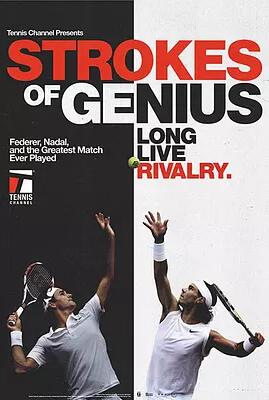 Tennis Channel Presents
STROKES
OF GENIUS
Federer, Nadal,
and the Greatest Match
Ever Played
LONG
LIVE
RIVALRY.
TENNIS
CHANNEL